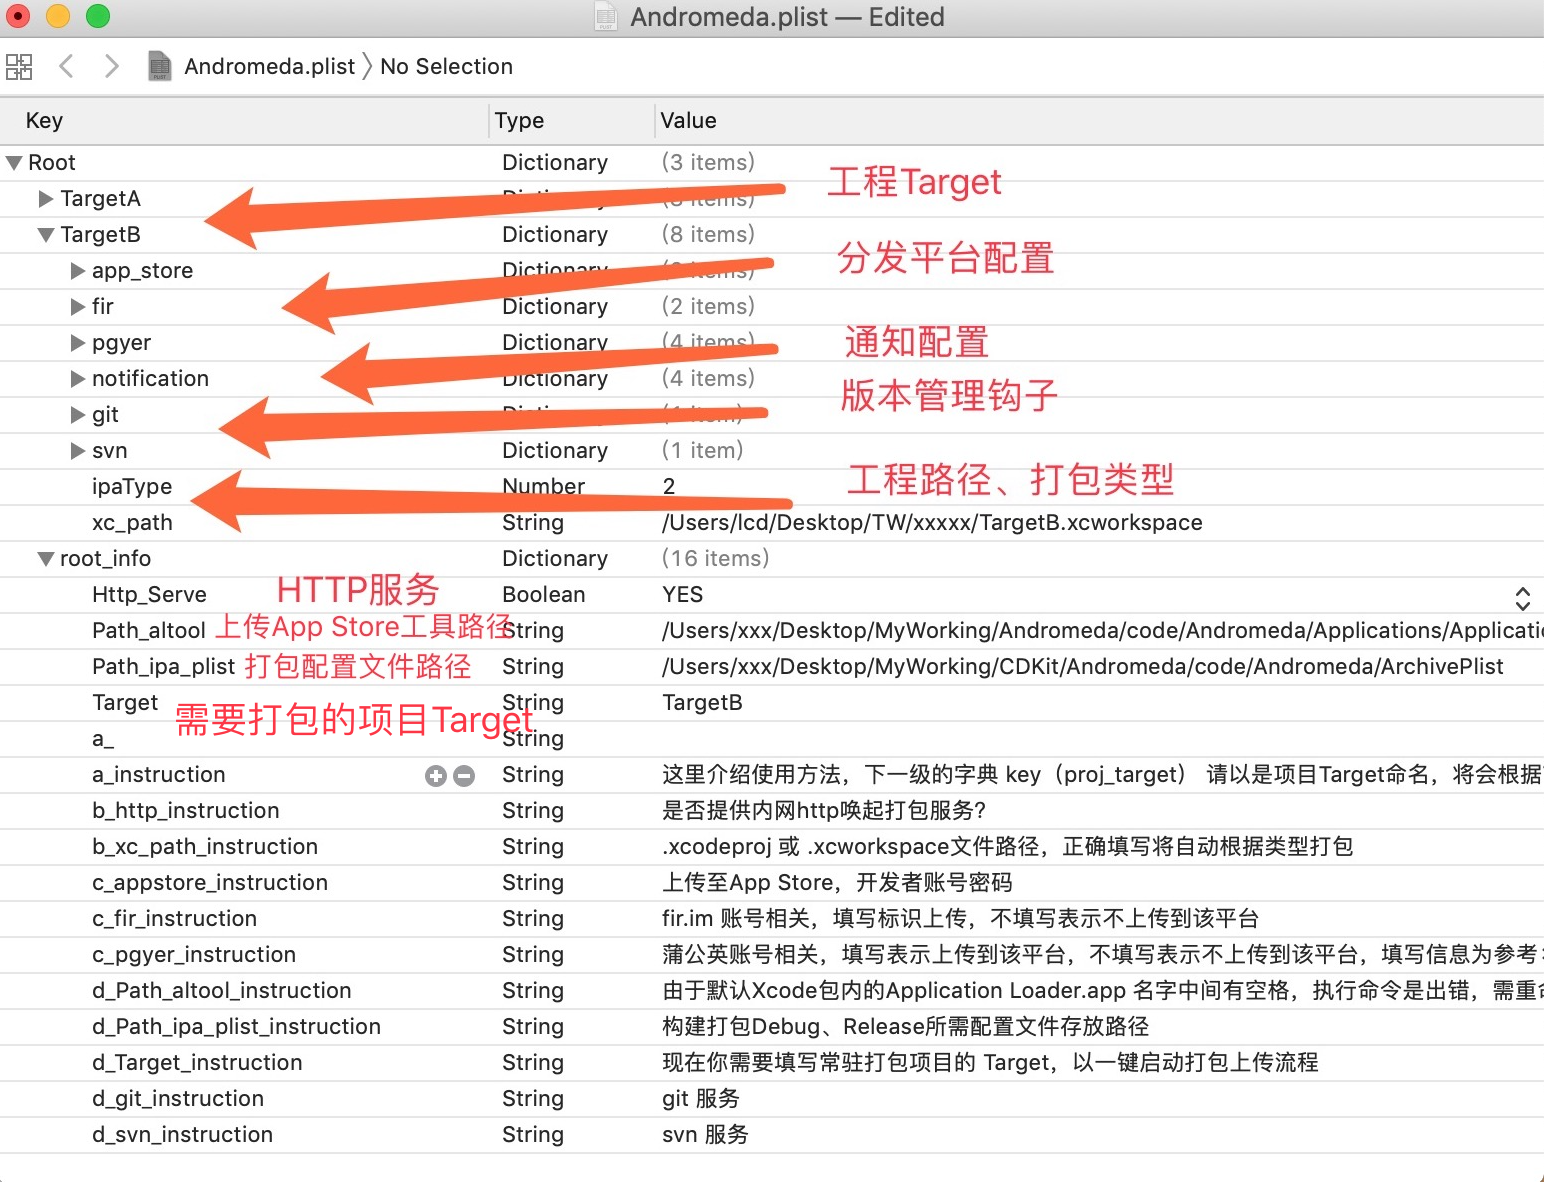 Andromeda.plist — Edited
Andromeda.plist 〉 No Selection
Key Type Value
Root Dictionary (3 items)
工程Target
TargetA
TargetB Dictionary (8 items)
app_store Dictionary
分发平台配置
fir Dictionary (2 items)
pgyer Dictionary (4 items)
通知配置
notification Dictionary (4 items)
版本管理钩子
git
svn Dictionary (1 item)
ipaType Number 2
工程路径、打包类型
xc_path String /Users/lcd/Desktop/TW/xxxxx/TargetB.xcworkspace
root_info Dictionary (16 items)
Http_Serve HTTP服务 Boolean YES
Path_altool 上传App Store工具路径 String /Users/xxx/Desktop/MyWorking/Andromeda/code/Andromeda/Applications/Applicati
Path_ipa_plist 打包配置文件路径 String /Users/xxx/Desktop/MyWorking/CDKit/Andromeda/code/Andromeda/ArchivePlist
Target String TargetB
需要打包的项目Target
a_ String
a_instruction String 这里介绍使用方法，下一级的字典 key（proj_target） 请以是项目Target命名，将会根据
b_http_instruction String 是否提供内网http唤起打包服务？
b_xc_path_instruction String .xcodeproj 或 .xcworkspace文件路径，正确填写将自动根据类型打包
c_appstore_instruction String 上传至App Store，开发者账号密码
c_fir_instruction String fir.im 账号相关，填写标识上传，不填写表示不上传到该平台
c_pgyer_instruction String 蒲公英账号相关，填写表示上传到该平台，不填写表示不上传到该平台，填写信息为参考
d_Path_altool_instruction String 由于默认Xcode包内的Application Loader.app 名字中间有空格，执行命令是出错，需重命
d_Path_ipa_plist_instruction String 构建打包Debug、Release所需配置文件存放路径
d_Target_instruction String 现在你需要填写常驻打包项目的 Target，以一键启动打包上传流程
d_git_instruction String git 服务
d_svn_instruction String svn 服务